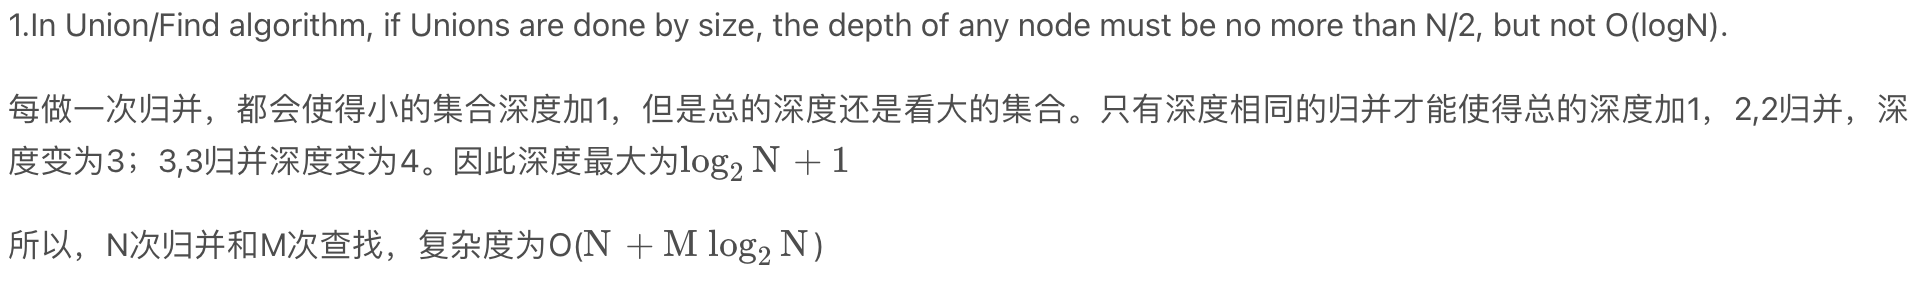 1.In Union/Find algorithm, if Unions are done by size, the depth of any node must be no more than N/2, but not O(logN).
每做一次归并，都会使得小的集合深度加1，但是总的深度还是看大的集合。只有深度相同的归并才能使得总的深度加1，2,2归并，深
度变为3；3,3归并深度变为4。因此深度最大为log₂ N + 1
所以，N次归并和M次查找，复杂度为O(N + M log₂ N)